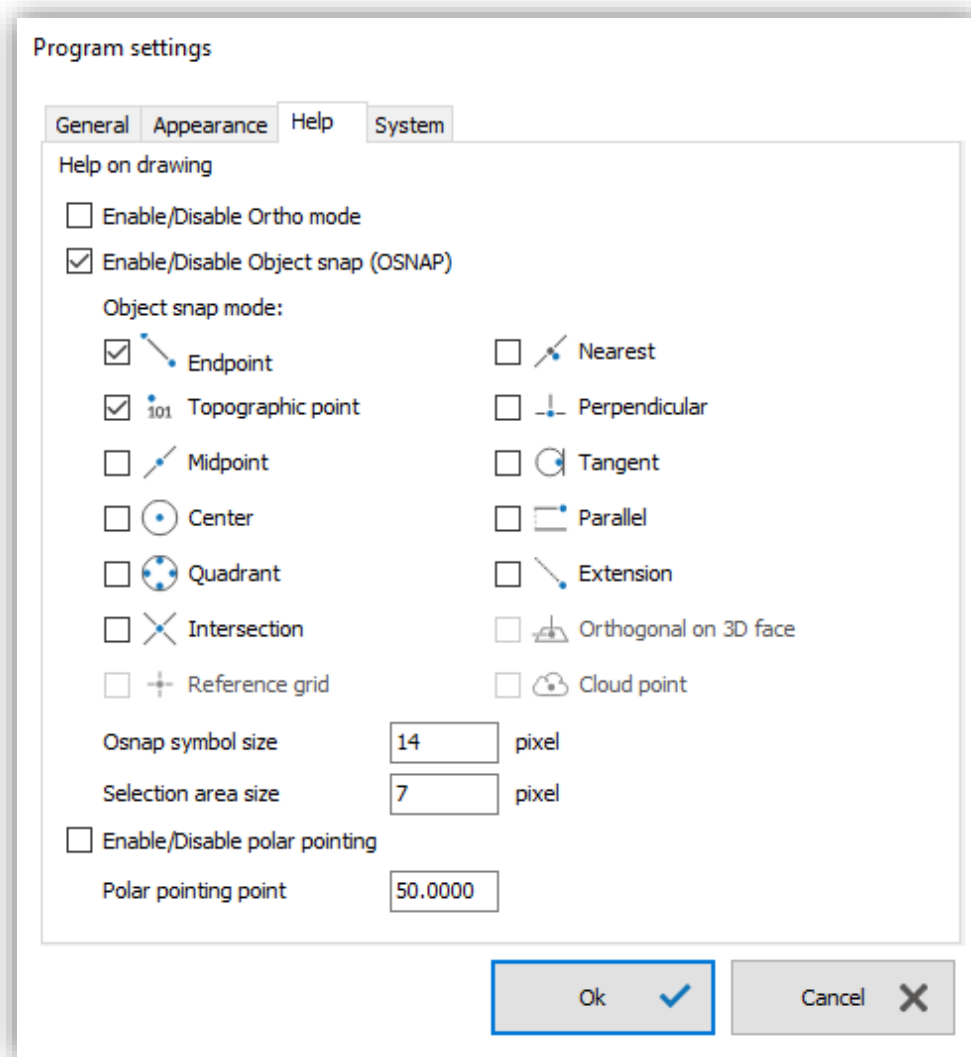 Program settings
General Appearance Help System
Help on drawing
Enable/Disable Ortho mode
Enable/Disable Object snap (OSNAP)
Object snap mode:
Endpoint Nearest
101 Topographic point Perpendicular
Midpoint Tangent
Center Parallel
Quadrant Extension
Intersection Orthogonal on 3D face
Reference grid Cloud point
Osnap symbol size 14 pixel
Selection area size 7 pixel
Enable/Disable polar pointing
Polar pointing point 50.0000
Ok Cancel